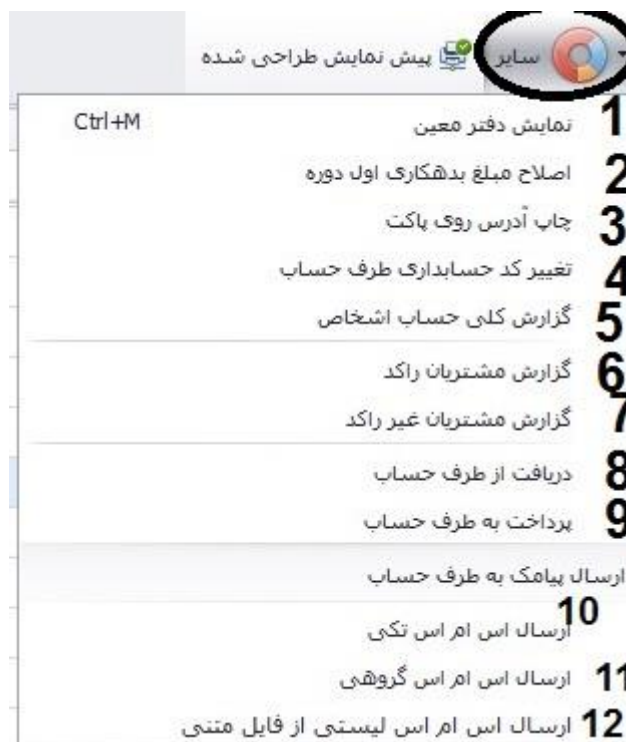 سایر پیش نمایش طراحی شده
1 نمایش دفتر معین Ctrl+M
2 اصلاح مبلغ بدهکاری اول دوره
3 چاپ آدرس روی پاکت
4 تغییر کد حسابداری طرف حساب
5 گزارش کلی حساب اشخاص
6 گزارش مشتریان راکد
7 گزارش مشتریان غیر راکد
8 دریافت از طرف حساب
9 پرداخت به طرف حساب
ارسال پیامک به طرف حساب
10 ارسال اس ام اس تکی
11 ارسال اس ام اس گروهی
12 ارسال اس ام اس لیستی از فایل متنی